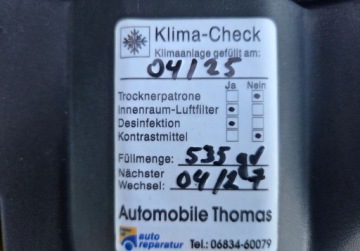 Klima-Check
Klimaanlage gefüllt am:
04/25
Ja Nein
Trocknerpatrone
Innenraum-Luftfilter
Desinfektion
Kontrastmittel
Füllmenge: 535
Nächster
Wechsel: 04/27
Automobile Thomas
auto
reparatur Tel.: 06834-60079